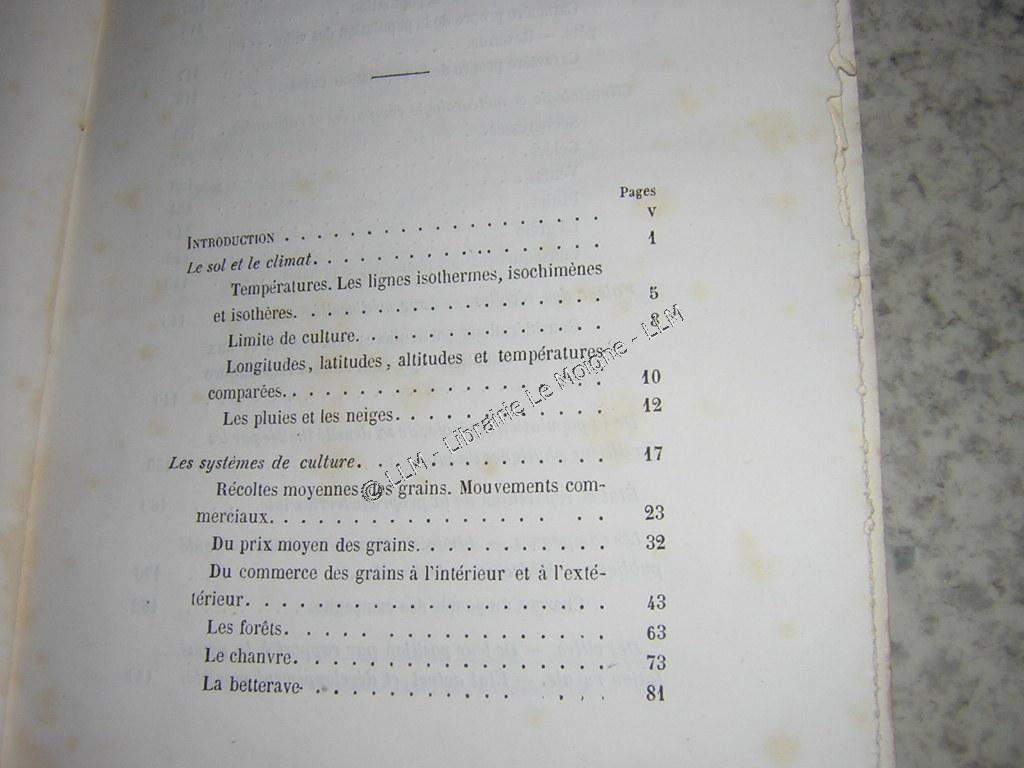 Pages
INTRODUCTION . . . . . . . . . . . . . . . . . . V
Le sol et le climat. . . . . . . . . . . . . . . . 1
Températures. Les lignes isothermes, isochimènes
et isothères. . . . . . . . . . . . . . . . . 5
Limite de culture. . . . . . . . . . . . . . 8
Longitudes, latitudes, altitudes et températures
comparées. . . . . . . . . . . . . . . . . 10
Les pluies et les neiges. . . . . . . . . . . . 12
Les systèmes de culture. . . . . . . . . . . . . . 17
Récoltes moyennes des grains. Mouvements com-
merciaux. . . . . . . . . . . . . . . . . 23
Du prix moyen des grains. . . . . . . . . . . 32
Du commerce des grains à l'intérieur et à l'exté-
térieur. . . . . . . . . . . . . . . . . . 43
Les forêts. . . . . . . . . . . . . . . . . 63
Le chanvre. . . . . . . . . . . . . . . . . 73
La betterave . . . . . . . . . . . . . . . 81
© LLM - Librairie Le Moigne - LLM